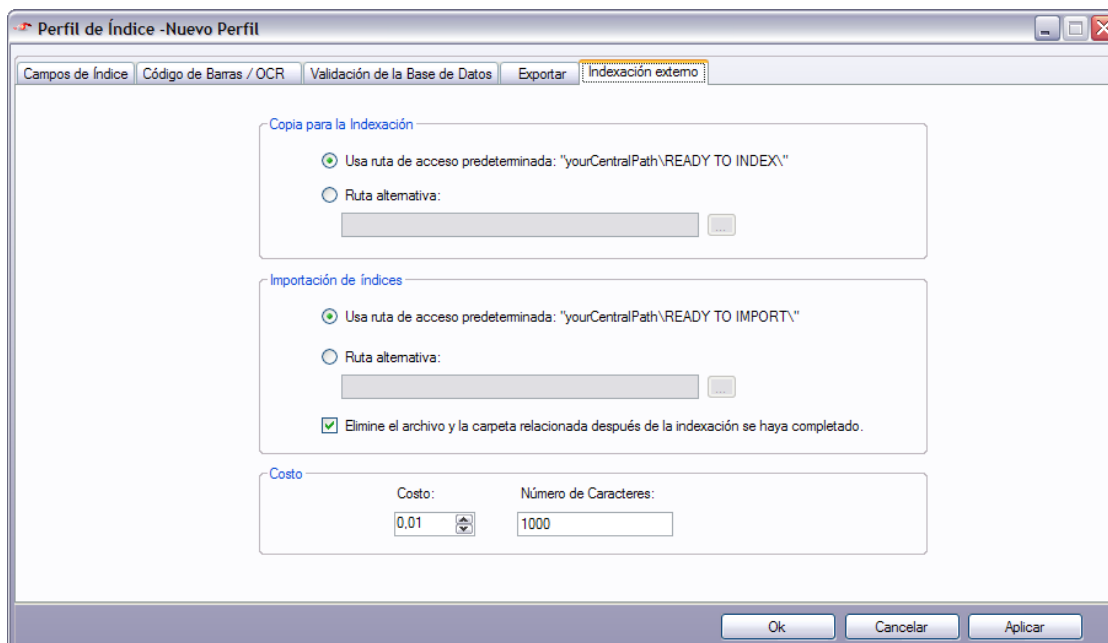 Perfil de Índice -Nuevo Perfil
Campos de Índice Código de Barras / OCR Validación de la Base de Datos Exportar Indexación externo
Copia para la Indexación
Usa ruta de acceso predeterminada: "yourCentralPath\READY TO INDEX\"
Ruta alternativa:
...
Importación de índices
Usa ruta de acceso predeterminada: "yourCentralPath\READY TO IMPORT\"
Ruta alternativa:
...
Elimine el archivo y la carpeta relacionada después de la indexación se haya completado.
Costo
Costo: Número de Caracteres:
0,01 1000
Ok Cancelar Aplicar